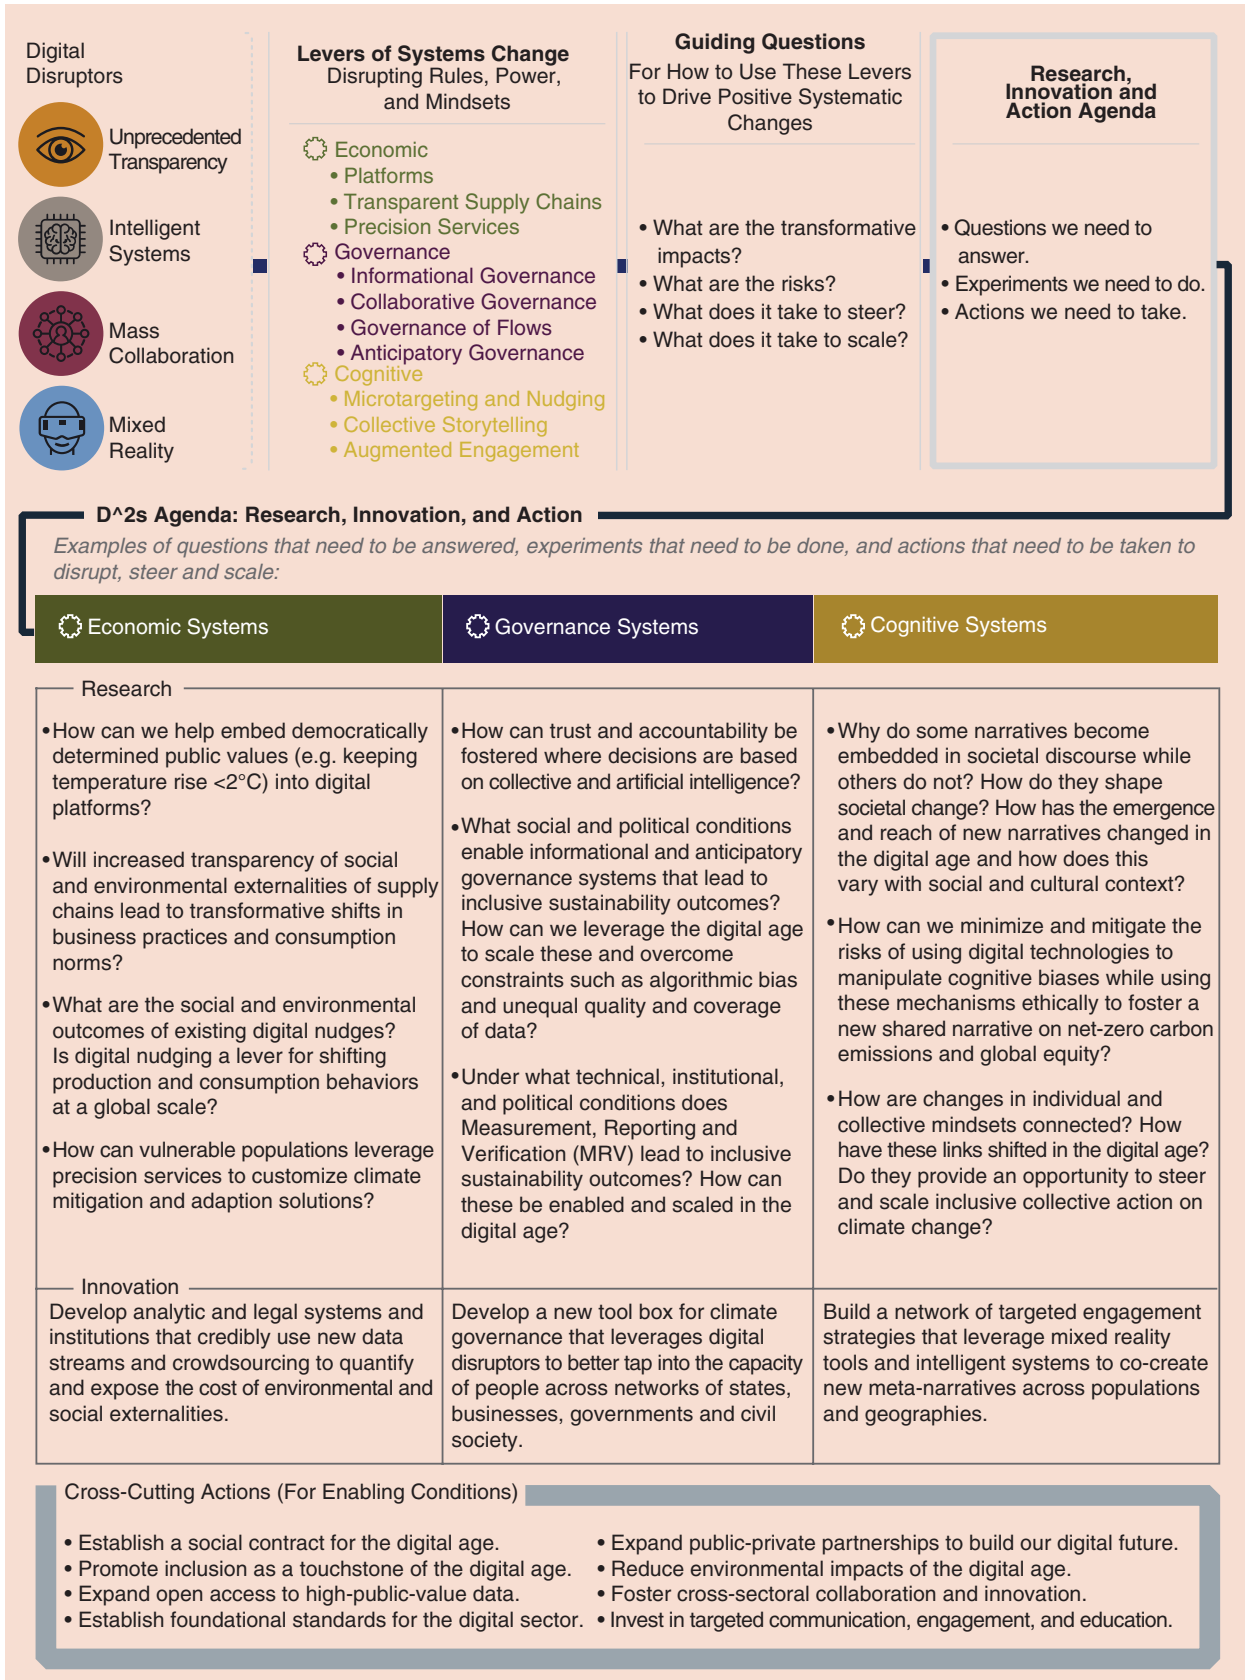 Digital
Disruptors
Unprecedented
Transparency
Intelligent
Systems
Mass
Collaboration
Mixed
Reality
Levers of Systems Change
Disrupting Rules, Power,
and Mindsets
Economic
• Platforms
• Transparent Supply Chains
• Precision Services
Governance
• Informational Governance
• Collaborative Governance
• Governance of Flows
• Anticipatory Governance
Cognitive
• Microtargeting and Nudging
• Collective Storytelling
• Augmented Engagement
Guiding Questions
For How to Use These Levers
to Drive Positive Systematic
Changes
• What are the transformative
impacts?
• What are the risks?
• What does it take to steer?
• What does it take to scale?
Research,
Innovation and
Action Agenda
• Questions we need to
answer.
• Experiments we need to do.
• Actions we need to take.
D^2s Agenda: Research, Innovation, and Action
Examples of questions that need to be answered, experiments that need to be done, and actions that need to be taken to
disrupt, steer and scale:
Economic Systems
Governance Systems
Cognitive Systems
Research
• How can we help embed democratically
determined public values (e.g. keeping
temperature rise <2°C) into digital
platforms?
• Will increased transparency of social
and environmental externalities of supply
chains lead to transformative shifts in
business practices and consumption
norms?
• What are the social and environmental
outcomes of existing digital nudges?
Is digital nudging a lever for shifting
production and consumption behaviors
at a global scale?
• How can vulnerable populations leverage
precision services to customize climate
mitigation and adaption solutions?
• How can trust and accountability be
fostered where decisions are based
on collective and artificial intelligence?
• What social and political conditions
enable informational and anticipatory
governance systems that lead to
inclusive sustainability outcomes?
How can we leverage the digital age
to scale these and overcome
constraints such as algorithmic bias
and unequal quality and coverage
of data?
• Under what technical, institutional,
and political conditions does
Measurement, Reporting and
Verification (MRV) lead to inclusive
sustainability outcomes? How can
these be enabled and scaled in the
digital age?
• Why do some narratives become
embedded in societal discourse while
others do not? How do they shape
societal change? How has the emergence
and reach of new narratives changed in
the digital age and how does this
vary with social and cultural context?
• How can we minimize and mitigate the
risks of using digital technologies to
manipulate cognitive biases while using
these mechanisms ethically to foster a
new shared narrative on net-zero carbon
emissions and global equity?
• How are changes in individual and
collective mindsets connected? How
have these links shifted in the digital age?
Do they provide an opportunity to steer
and scale inclusive collective action on
climate change?
Innovation
Develop analytic and legal systems and
institutions that credibly use new data
streams and crowdsourcing to quantify
and expose the cost of environmental and
social externalities.
Develop a new tool box for climate
governance that leverages digital
disruptors to better tap into the capacity
of people across networks of states,
businesses, governments and civil
society.
Build a network of targeted engagement
strategies that leverage mixed reality
tools and intelligent systems to co-create
new meta-narratives across populations
and geographies.
Cross-Cutting Actions (For Enabling Conditions)
• Establish a social contract for the digital age.
• Promote inclusion as a touchstone of the digital age.
• Expand open access to high-public-value data.
• Establish foundational standards for the digital sector.
• Expand public-private partnerships to build our digital future.
• Reduce environmental impacts of the digital age.
• Foster cross-sectoral collaboration and innovation.
• Invest in targeted communication, engagement, and education.